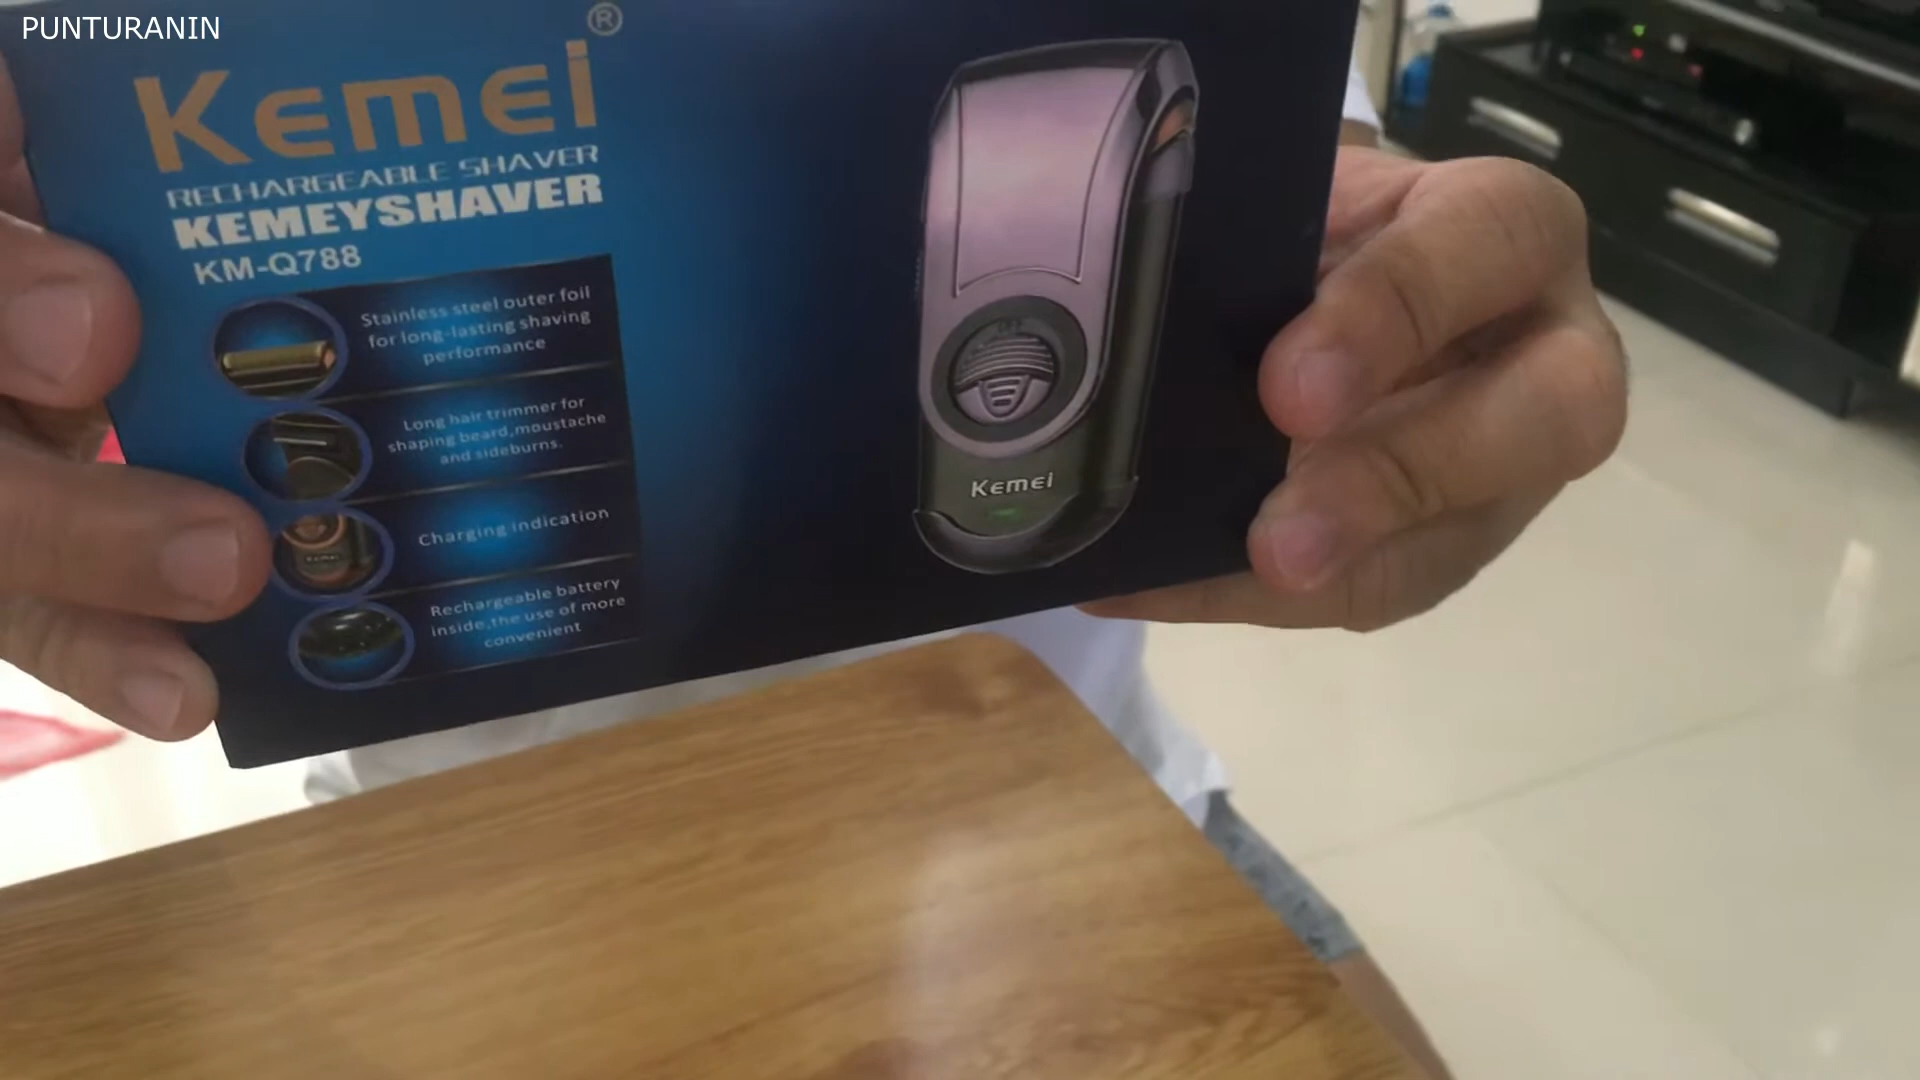 PUNTURANIN
Kemei®
RECHARGEABLE SHAVER
KEMEYSHAVER
KM-Q788
Stainless steel outer foil
for long-lasting shaving
performance
Long hair trimmer for
shaping beard,moustache
and sideburns.
Charging indication
Rechargeable battery
inside,the use of more
convenient
Kemei